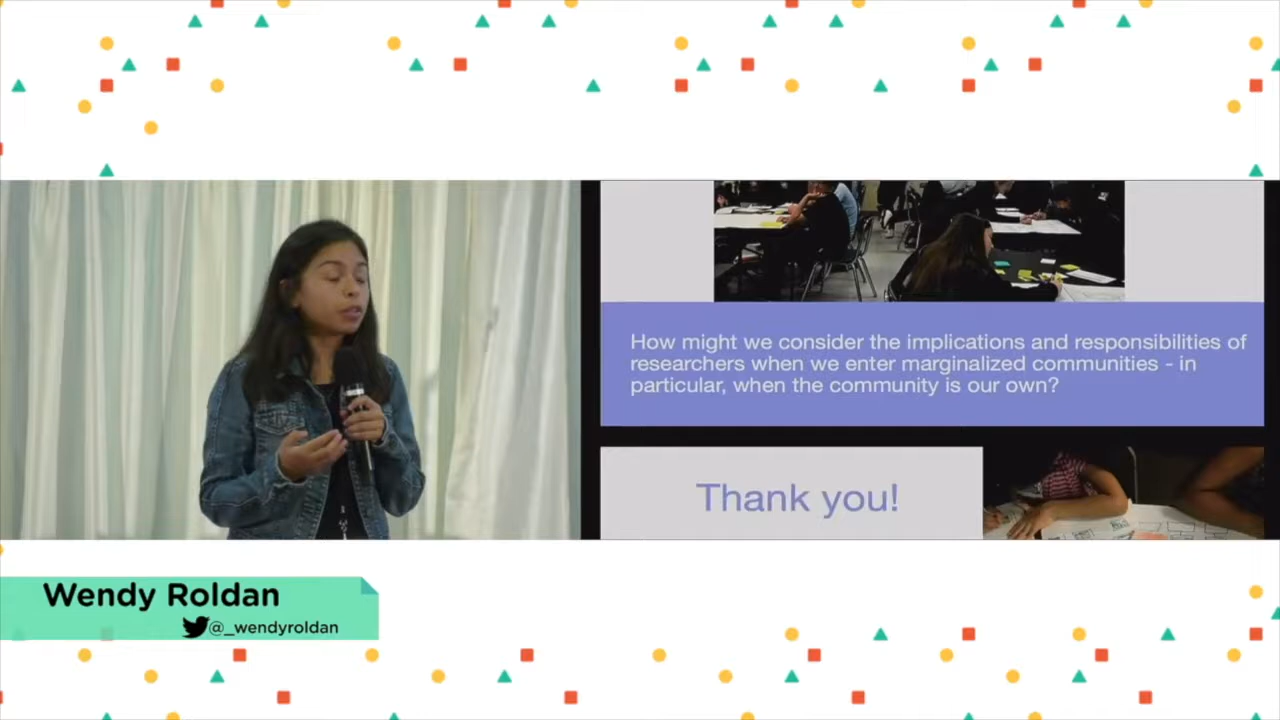 How might we consider the implications and responsibilities of
researchers when we enter marginalized communities - in
particular, when the community is our own?
Thank you!
Wendy Roldan
@_wendyroldan